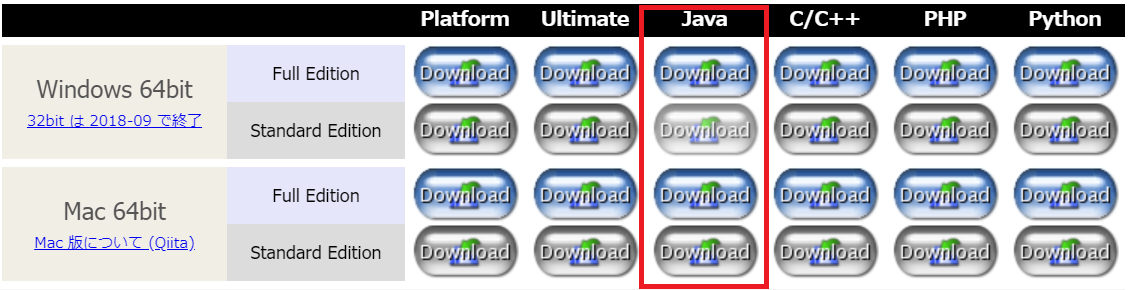 Platform Ultimate Java C/C++ PHP Python
Full Edition Download Download Download Download Download Download
Windows 64bit
32bit は 2018-09 で終了
Standard Edition Download Download Download Download Download Download
Full Edition Download Download Download Download Download Download
Mac 64bit
Mac 版について (Qiita)
Standard Edition Download Download Download Download Download Download